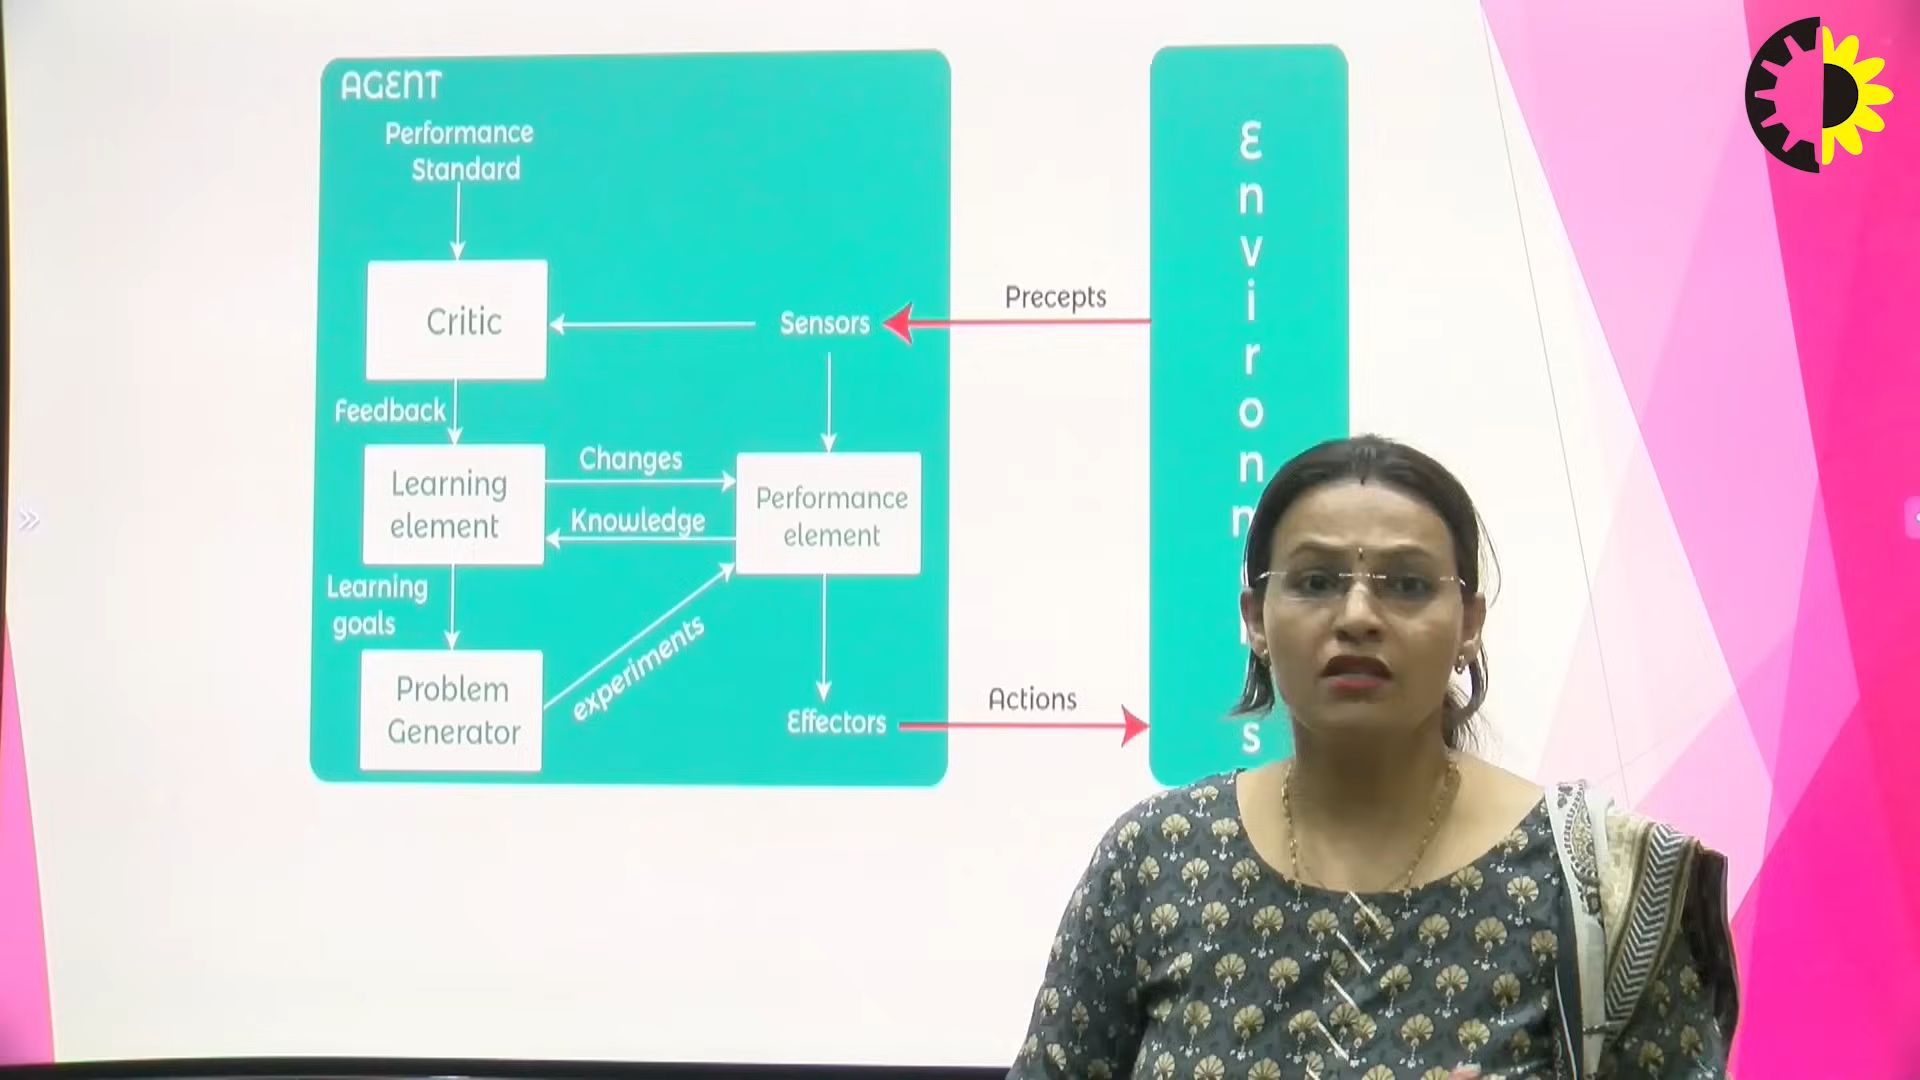 AGENT
Performance
Standard
Critic
Sensors
Precepts
Feedback
Learning
element
Changes
Knowledge
Performance
element
Learning
goals
Problem
Generator
experiments
Effectors
Actions
E
n
v
i
r
o
n
s